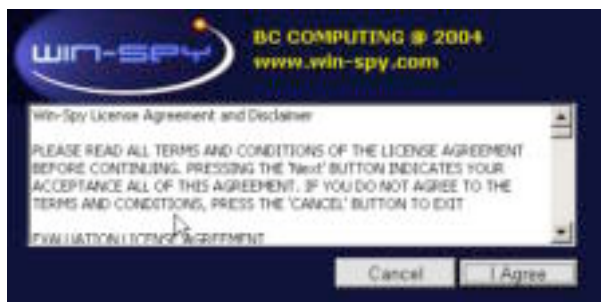 WIN-SPY
BC COMPUTING @ 2004
www.win-spy.com
Win-Spy License Agreement and Disclaimer
PLEASE READ ALL TERMS AND CONDITIONS OF THE LICENSE AGREEMENT
BEFORE CONTINUING. PRESSING THE 'Next' BUTTON INDICATES YOUR
ACCEPTANCE ALL OF THIS AGREEMENT. IF YOU DO NOT AGREE TO THE
TERMS AND CONDITIONS, PRESS THE 'CANCEL' BUTTON TO EXIT
EVALUATION LICENSE AGREEMENT
Cancel
I Agree